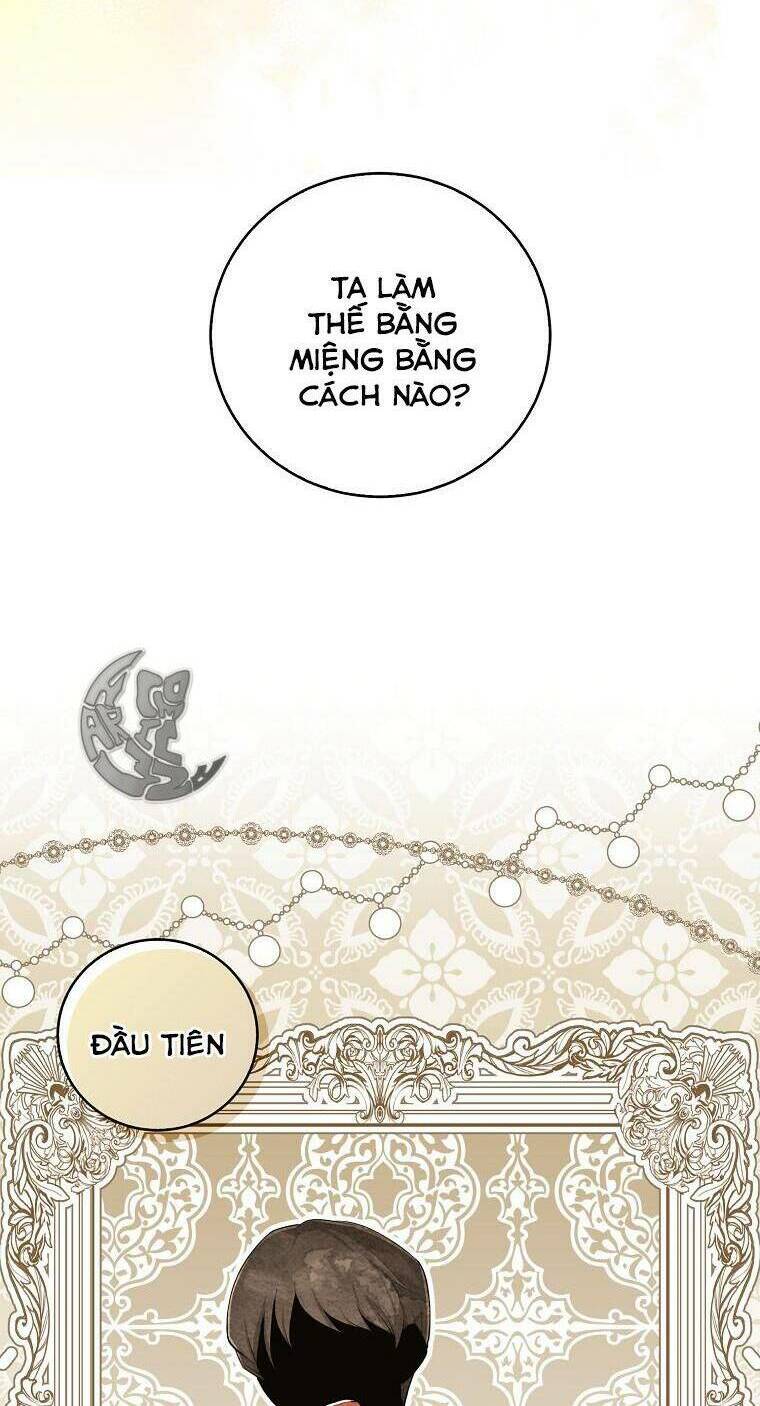 TA LÀM
THẾ BẰNG
MIỆNG BẰNG
CÁCH NÀO?
ĐẦU TIÊN